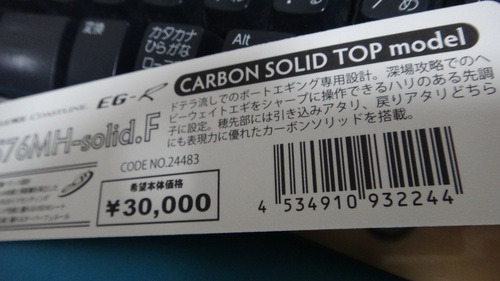 変換
カタカナ
ひらがな
ローマ字
Alt
め
EG-R
CARBON SOLID TOP model
ドテラ流しでのボートエギング専用設計。深場攻略でのヘ
ビーウェイトエギをシャープに操作できるハリのある先調
子に設定。穂先部には引き込みアタリ、戻りアタリどちら
にも表現力に優れたカーボンソリッドを搭載。
S76MH-solid.F
CODE NO.24483
希望本体価格
¥30,000
4 534910 932244